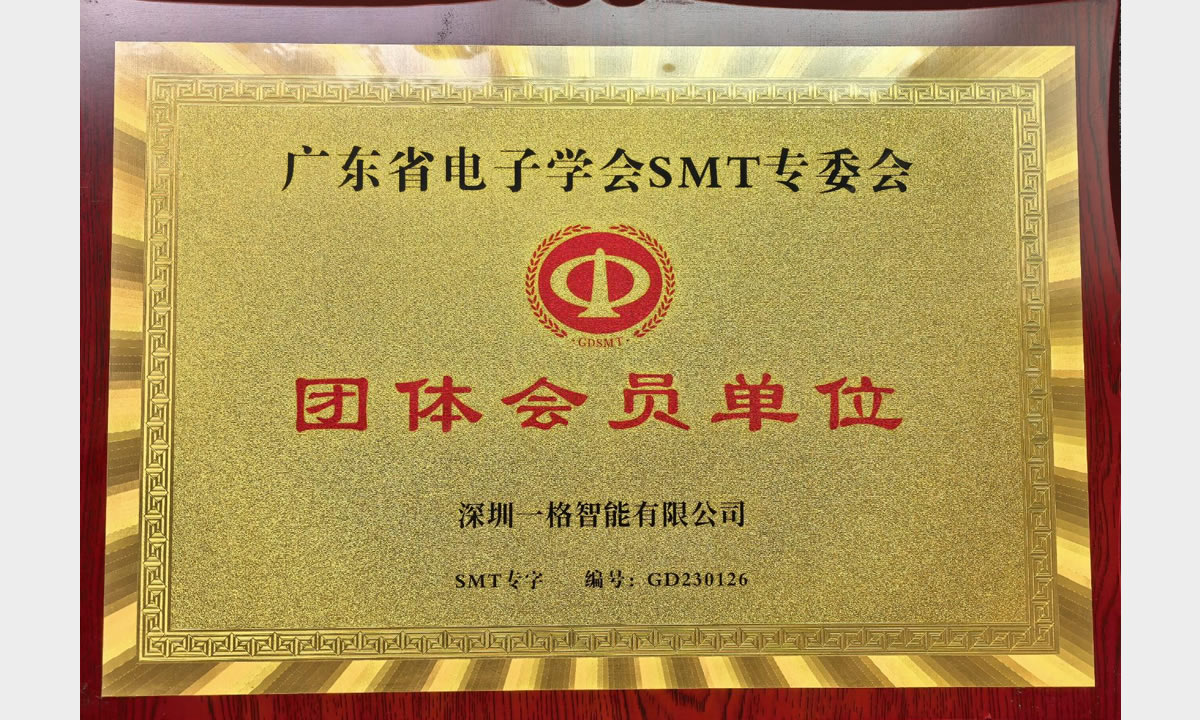 广东省电子学会SMT专委会
·GDSMT·
团体会员单位
深圳一格智能有限公司
SMT专字 编号：GD230126